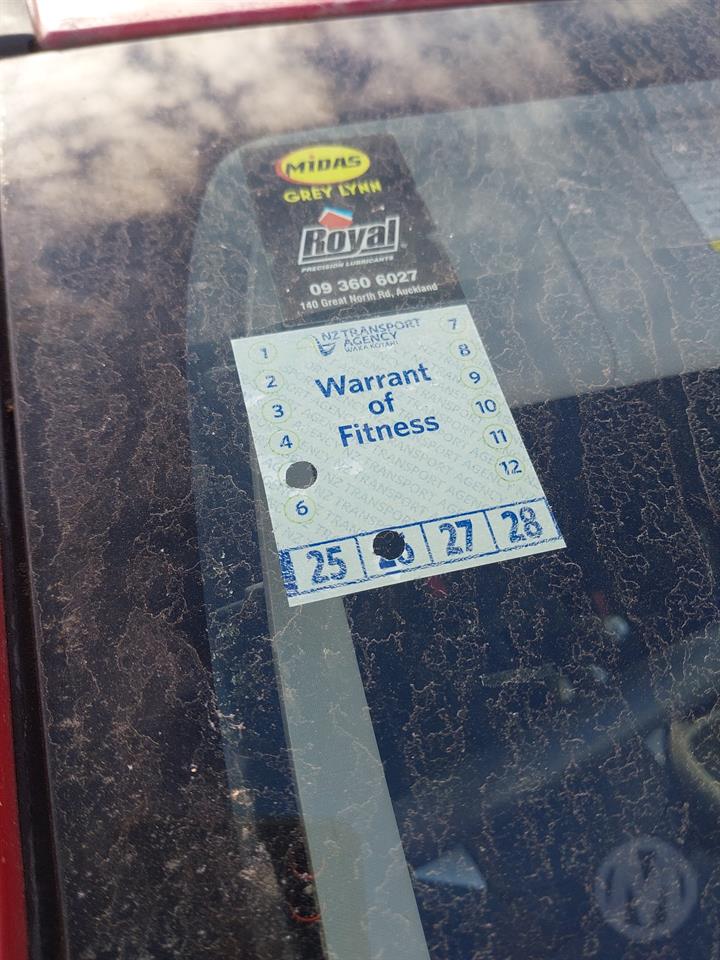 MIDAS
GREY LYNN
Royal
PRECISION LUBRICANTS
09 360 6027
140 Great North Rd, Auckland
NZ TRANSPORT
AGENCY
WAKA KOTAHI
Warrant
of
Fitness
1
2
3
4
6
7
8
9
10
11
12
25 26 27 28